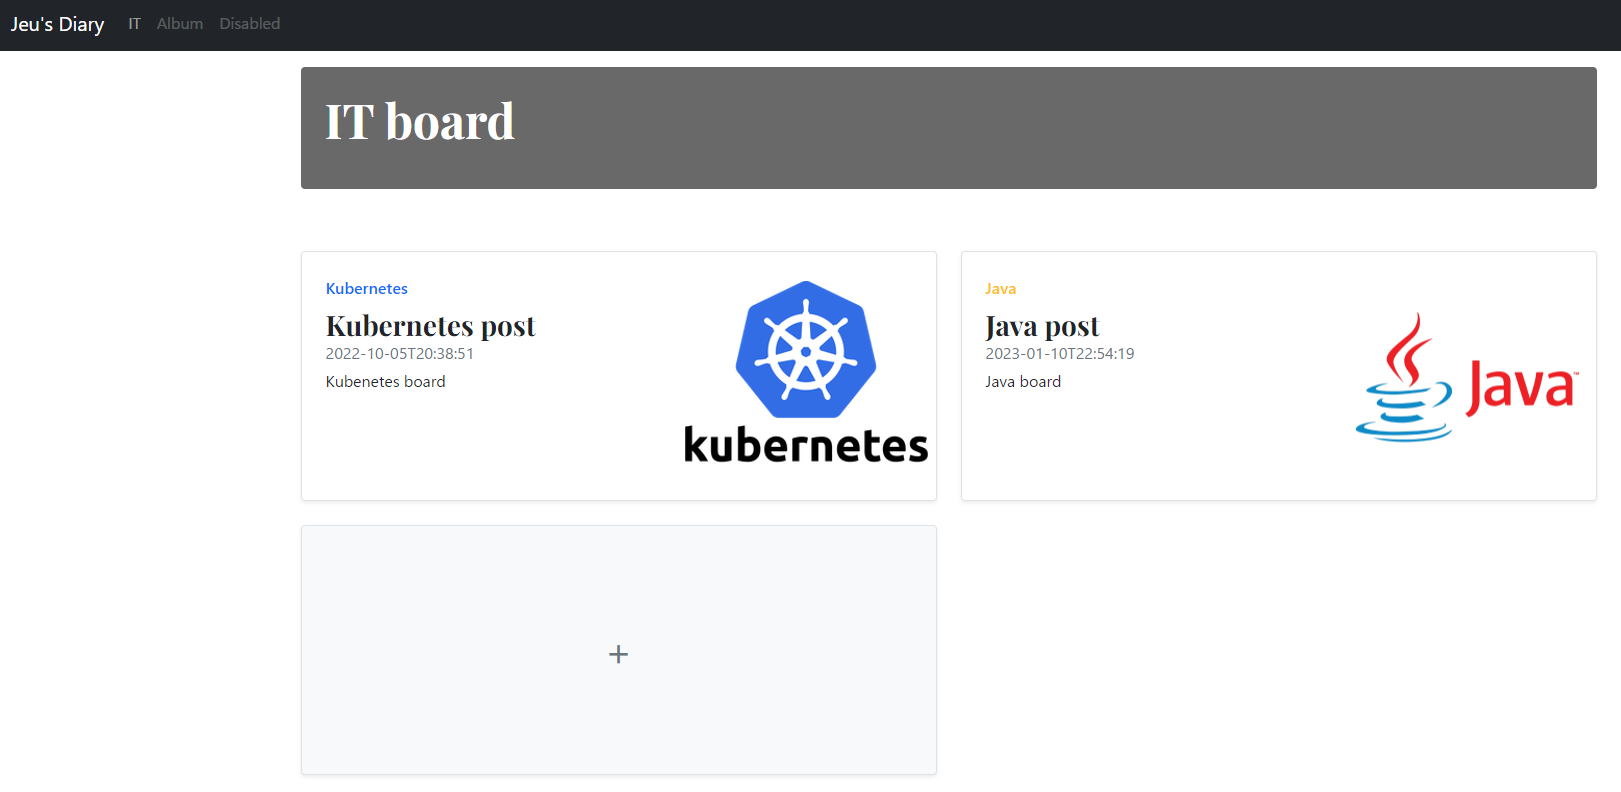 Jeu's Diary IT Album Disabled
IT board
Kubernetes
Kubernetes post
2022-10-05T20:38:51
Kubenetes board
kubernetes
Java
Java post
2023-01-10T22:54:19
Java board
Java™
+